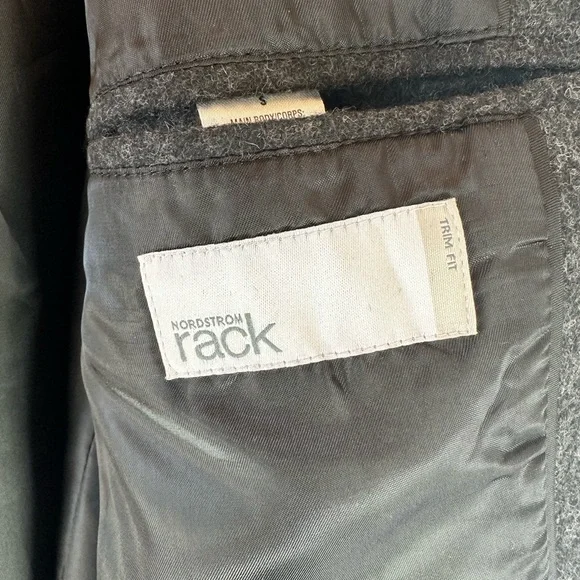 S
MAIN BODY/CORPS:
TRIM FIT
NORDSTROM
rack